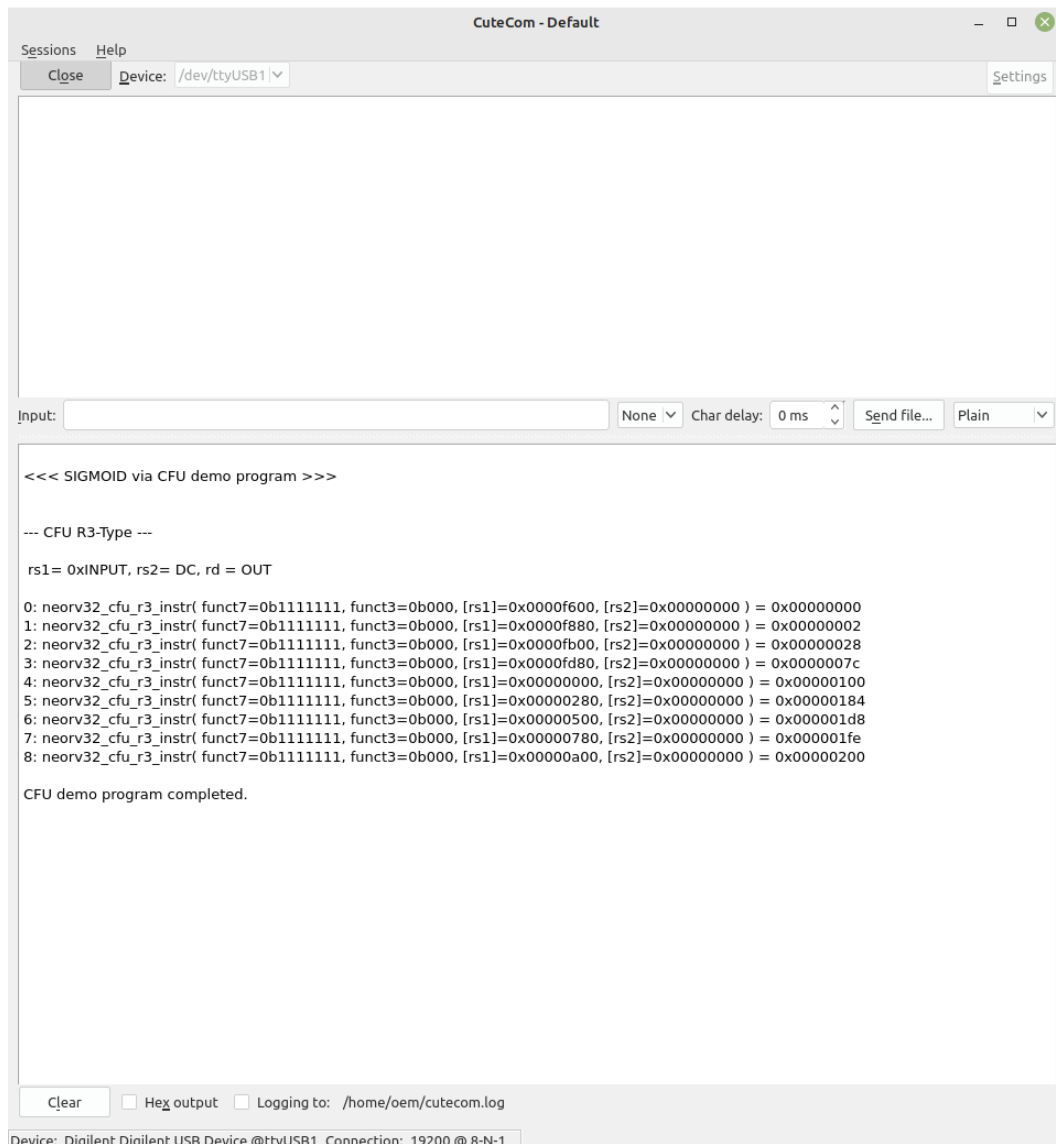 CuteCom - Default
Sessions Help
Close Device: /dev/ttyUSB1 Settings
Input: None Char delay: 0 ms Send file... Plain
<<< SIGMOID via CFU demo program >>>
--- CFU R3-Type ---
rs1= 0xINPUT, rs2= DC, rd = OUT
0: neorv32_cfu_r3_instr( funct7=0b1111111, funct3=0b000, [rs1]=0x0000f600, [rs2]=0x00000000 ) = 0x00000000
1: neorv32_cfu_r3_instr( funct7=0b1111111, funct3=0b000, [rs1]=0x0000f880, [rs2]=0x00000000 ) = 0x00000002
2: neorv32_cfu_r3_instr( funct7=0b1111111, funct3=0b000, [rs1]=0x0000fb00, [rs2]=0x00000000 ) = 0x00000028
3: neorv32_cfu_r3_instr( funct7=0b1111111, funct3=0b000, [rs1]=0x0000fd80, [rs2]=0x00000000 ) = 0x0000007c
4: neorv32_cfu_r3_instr( funct7=0b1111111, funct3=0b000, [rs1]=0x00000000, [rs2]=0x00000000 ) = 0x00000100
5: neorv32_cfu_r3_instr( funct7=0b1111111, funct3=0b000, [rs1]=0x00000280, [rs2]=0x00000000 ) = 0x00000184
6: neorv32_cfu_r3_instr( funct7=0b1111111, funct3=0b000, [rs1]=0x00000500, [rs2]=0x00000000 ) = 0x000001d8
7: neorv32_cfu_r3_instr( funct7=0b1111111, funct3=0b000, [rs1]=0x00000780, [rs2]=0x00000000 ) = 0x000001fe
8: neorv32_cfu_r3_instr( funct7=0b1111111, funct3=0b000, [rs1]=0x00000a00, [rs2]=0x00000000 ) = 0x00000200
CFU demo program completed.
Clear Hex output Logging to: /home/oem/cutecom.log
Device: Digilent Digilent USB Device @ttyUSB1 Connection: 19200 @ 8-N-1